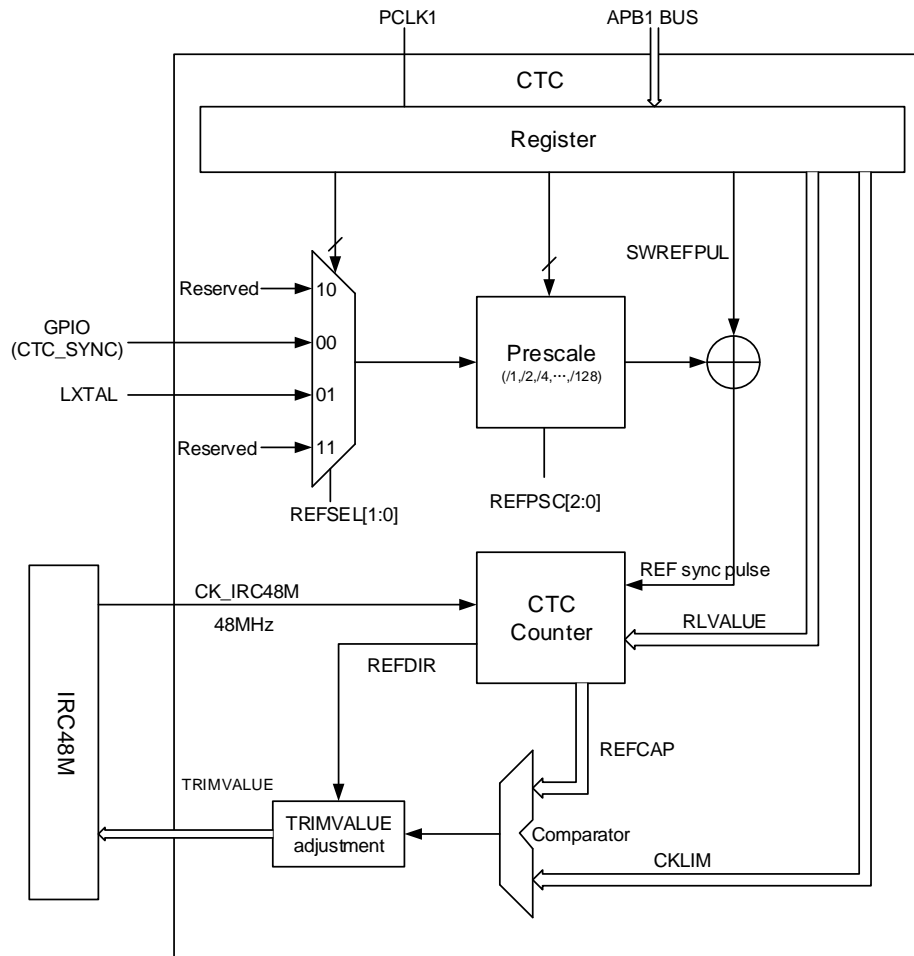 PCLK1
APB1 BUS
CTC
Register
SWREFPUL
Reserved
10
GPIO
(CTC_SYNC)
00
Prescale
(/1,/2,/4,···,/128)
LXTAL
01
Reserved
11
REFSEL[1:0]
REFPSC[2:0]
REF sync pulse
CK_IRC48M
48MHz
CTC
Counter
RLVALUE
REFDIR
IRC48M
REFCAP
TRIMVALUE
TRIMVALUE
adjustment
Comparator
CKLIM